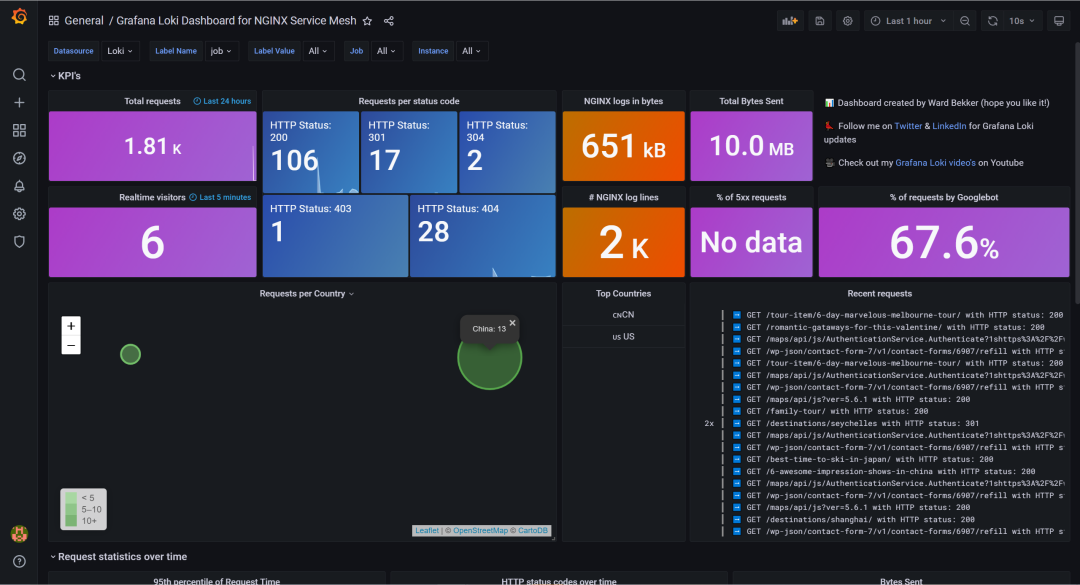 General / Grafana Loki Dashboard for NGINX Service Mesh
Last 1 hour
10s
Datasource Loki Label Name job Label Value All Job All Instance All
KPI's
Total requests Last 24 hours
1.81 K
Requests per status code
HTTP Status: 200
106
HTTP Status: 301
17
HTTP Status: 304
2
HTTP Status: 403
1
HTTP Status: 404
28
NGINX logs in bytes
651 kB
Total Bytes Sent
10.0 MB
Dashboard created by Ward Bekker (hope you like it!)
Follow me on Twitter & LinkedIn for Grafana Loki
updates
Check out my Grafana Loki video's on Youtube
Realtime visitors Last 5 minutes
6
# NGINX log lines
2 K
% of 5xx requests
No data
% of requests by Googlebot
67.6%
Requests per Country
+
−
China: 13 ×
< 5
5–10
10+
Leaflet | © OpenStreetMap © CartoDB
Top Countries
CNCN
US US
Recent requests
GET /tour-item/6-day-marvelous-melbourne-tour/ with HTTP status: 200
GET /romantic-gataways-for-this-valentine/ with HTTP status: 200
GET /maps/api/js/AuthenticationService.Authenticate?1shttps%3A%2F%2F
GET /wp-json/contact-form-7/v1/contact-forms/6907/refill with HTTP s
GET /tour-item/6-day-marvelous-melbourne-tour/ with HTTP status: 200
GET /maps/api/js/AuthenticationService.Authenticate?1shttps%3A%2F%2F
GET /wp-json/contact-form-7/v1/contact-forms/6907/refill with HTTP s
GET /maps/api/js?ver=5.6.1 with HTTP status: 200
GET /family-tour/ with HTTP status: 200
2x GET /destinations/seychelles with HTTP status: 301
GET /maps/api/js/AuthenticationService.Authenticate?1shttps%3A%2F%2F
GET /wp-json/contact-form-7/v1/contact-forms/6907/refill with HTTP s
GET /best-time-to-ski-in-japan/ with HTTP status: 200
GET /6-awesome-impression-shows-in-china with HTTP status: 200
GET /maps/api/js/AuthenticationService.Authenticate?1shttps%3A%2F%2F
GET /wp-json/contact-form-7/v1/contact-forms/6907/refill with HTTP s
GET /maps/api/js?ver=5.6.1 with HTTP status: 200
GET /destinations/shanghai/ with HTTP status: 200
GET /wp-json/contact-form-7/v1/contact-forms/6907/refill with HTTP s
Request statistics over time
95th percentile of Request Time
HTTP status codes over time
Bytes Sent